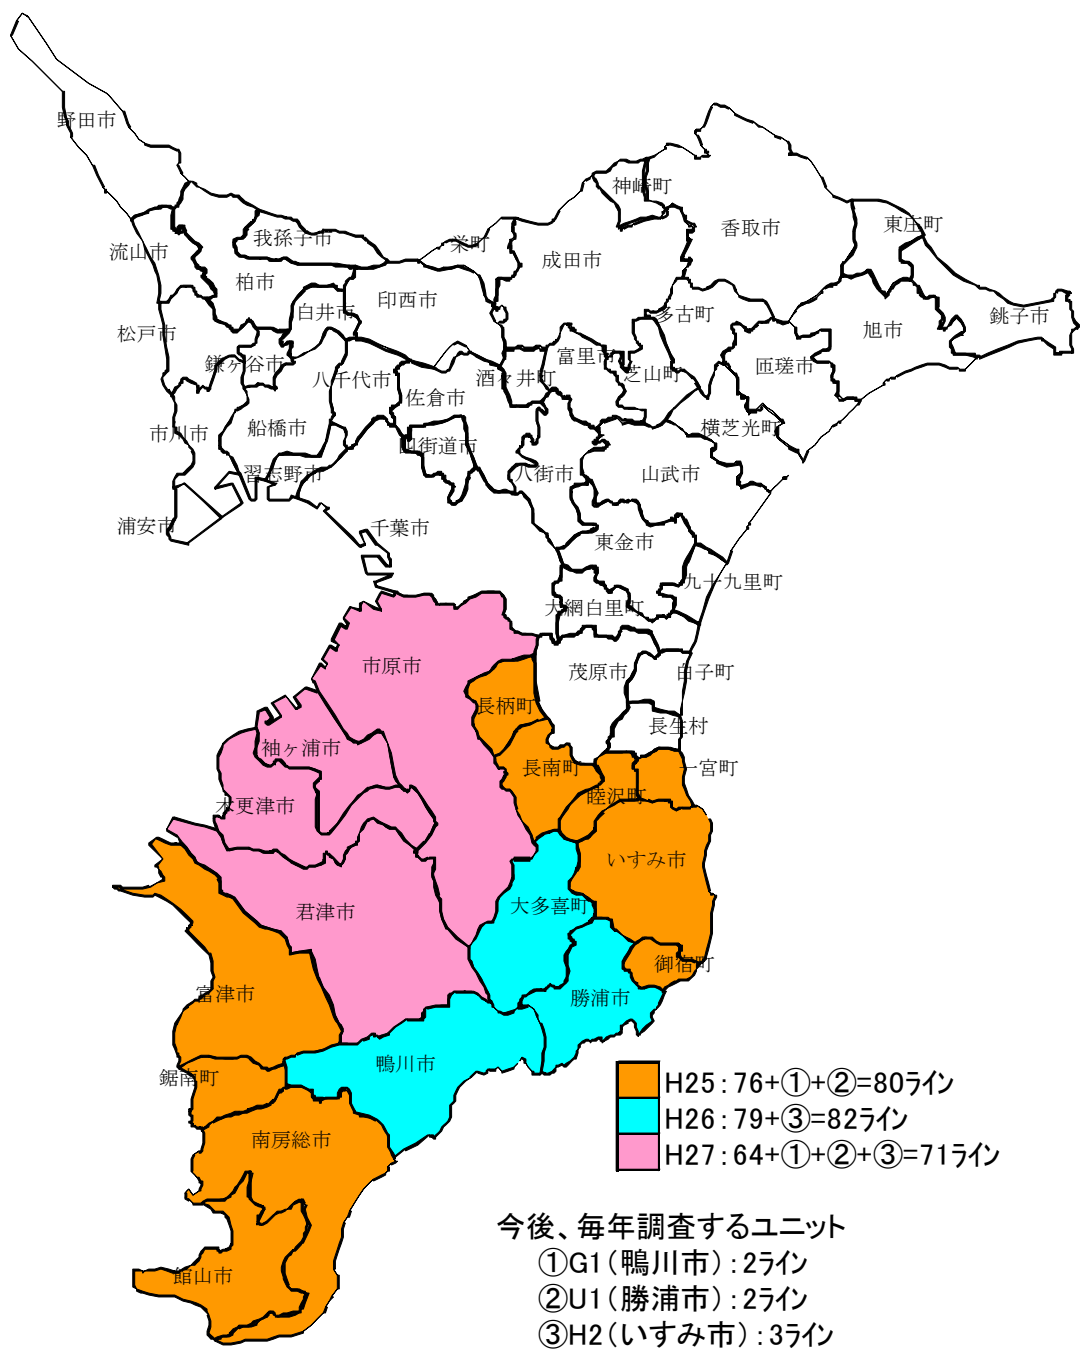 野田市
神崎町
香取市
東庄町
流山市
我孫子市
栄町
成田市
柏市
印西市
白井市
多古町
銚子市
松戸市
旭市
鎌ヶ谷市
富里市
匝瑳市
八千代市
酒々井町
芝山町
佐倉市
市川市
船橋市
横芝光町
四街道市
習志野市
八街市
山武市
浦安市
千葉市
東金市
九十九里町
大網白里町
市原市
茂原市
白子町
長柄町
長生村
袖ヶ浦市
長南町
一宮町
木更津市
睦沢町
いすみ市
君津市
大多喜町
御宿町
富津市
勝浦市
鴨川市
鋸南町
南房総市
館山市
H25:76+①+②=80ライン
H26:79+③=82ライン
H27:64+①+②+③=71ライン
今後、毎年調査するユニット
①G1(鴨川市):2ライン
②U1(勝浦市):2ライン
③H2(いすみ市):3ライン